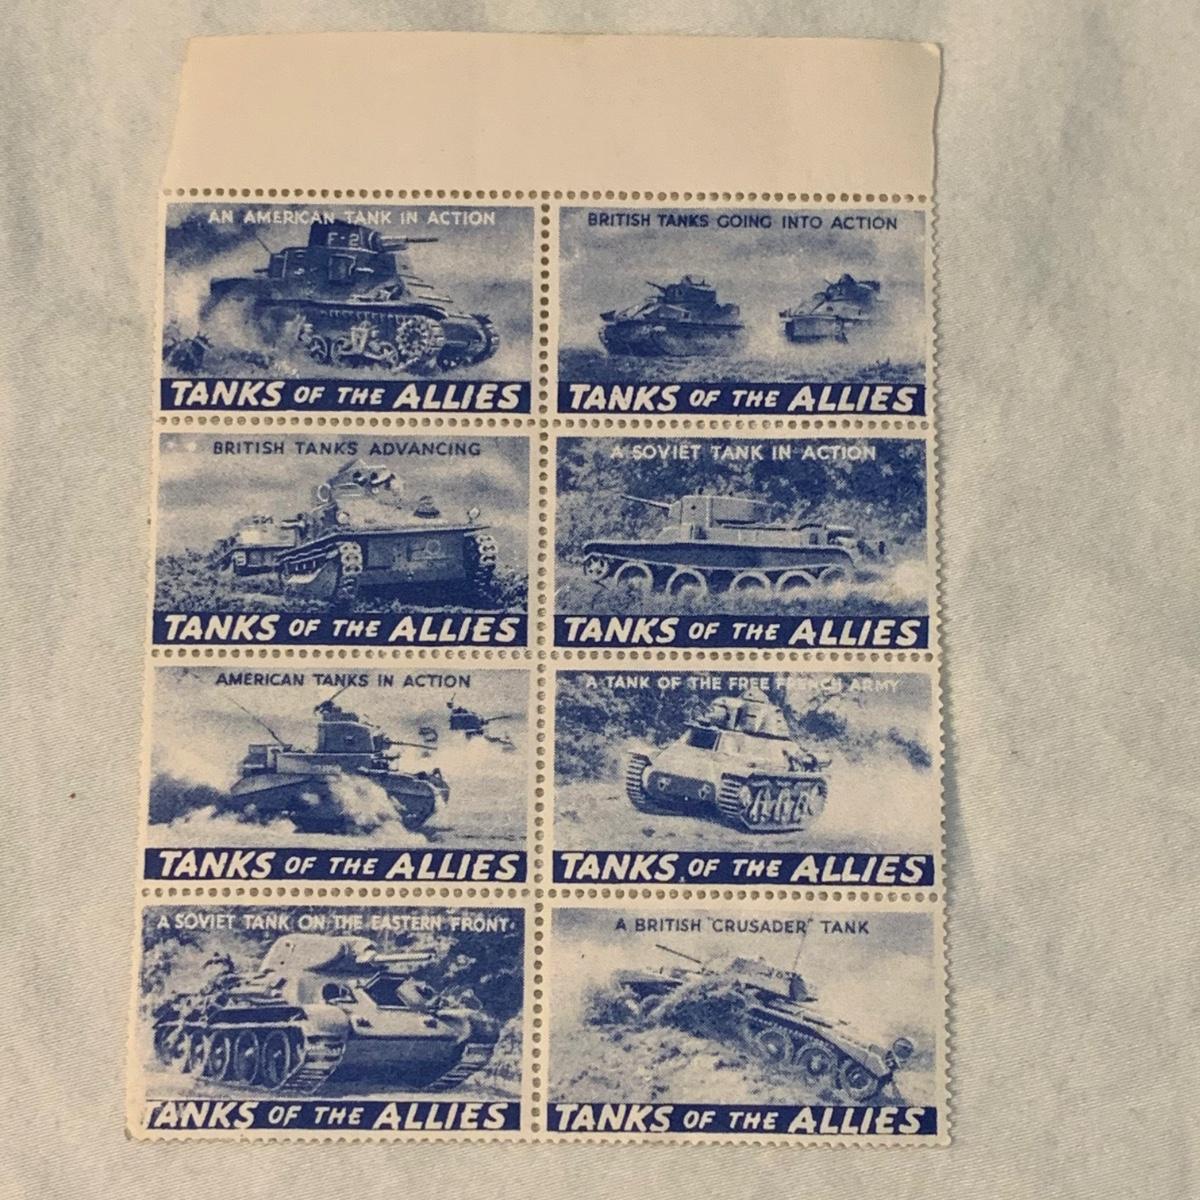 AN AMERICAN TANK IN ACTION
F-2
TANKS OF THE ALLIES
BRITISH TANKS GOING INTO ACTION
TANKS OF THE ALLIES
BRITISH TANKS ADVANCING
TANKS OF THE ALLIES
A SOVIET TANK IN ACTION
TANKS OF THE ALLIES
AMERICAN TANKS IN ACTION
TANKS OF THE ALLIES
A TANK OF THE FREE FRENCH ARMY
TANKS OF THE ALLIES
A SOVIET TANK ON THE EASTERN FRONT
TANKS OF THE ALLIES
A BRITISH "CRUSADER" TANK
TANKS OF THE ALLIES